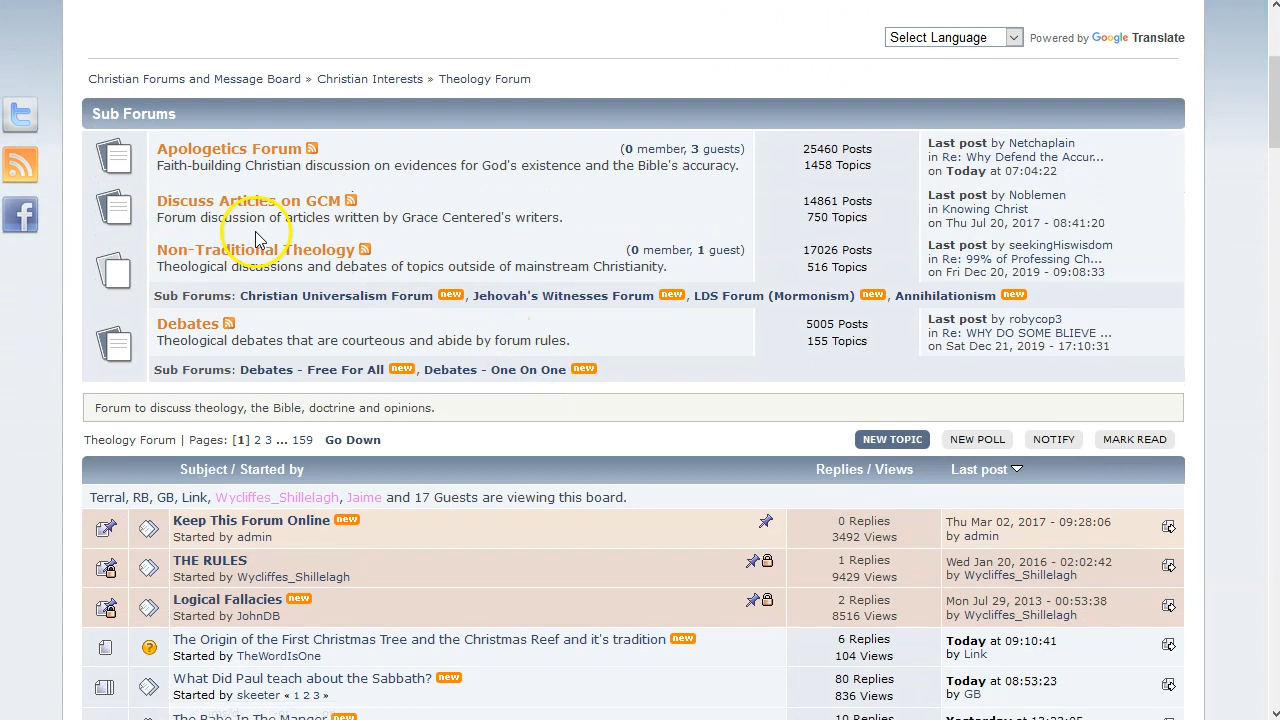 Select Language Powered by Google Translate
Christian Forums and Message Board » Christian Interests » Theology Forum
Sub Forums
Apologetics Forum (0 member, 3 guests)
Faith-building Christian discussion on evidences for God's existence and the Bible's accuracy.
25460 Posts
1458 Topics
Last post by Netchaplain
in Re: Why Defend the Accur...
on Today at 07:04:22
Discuss Articles on GCM
Forum discussion of articles written by Grace Centered's writers.
14861 Posts
750 Topics
Last post by Noblemen
in Knowing Christ
on Thu Jul 20, 2017 - 08:41:20
Non-Traditional Theology (0 member, 1 guest)
Theological discussions and debates of topics outside of mainstream Christianity.
17026 Posts
516 Topics
Last post by seekingHiswisdom
in Re: 99% of Professing Ch...
on Fri Dec 20, 2019 - 09:08:33
Sub Forums: Christian Universalism Forum new, Jehovah's Witnesses Forum new, LDS Forum (Mormonism) new, Annihilationism new
Debates
Theological debates that are courteous and abide by forum rules.
5005 Posts
155 Topics
Last post by robycop3
in Re: WHY DO SOME BLIEVE ...
on Sat Dec 21, 2019 - 17:10:31
Sub Forums: Debates - Free For All new, Debates - One On One new
Forum to discuss theology, the Bible, doctrine and opinions.
Theology Forum | Pages: [1] 2 3 ... 159 Go Down
NEW TOPIC NEW POLL NOTIFY MARK READ
Subject / Started by Replies / Views Last post
Terral, RB, GB, Link, Wycliffes_Shillelagh, Jaime and 17 Guests are viewing this board.
Keep This Forum Online new
Started by admin
0 Replies
3492 Views
Thu Mar 02, 2017 - 09:28:06
by admin
THE RULES
Started by Wycliffes_Shillelagh
1 Replies
9429 Views
Wed Jan 20, 2016 - 02:02:42
by Wycliffes_Shillelagh
Logical Fallacies new
Started by JohnDB
2 Replies
8516 Views
Mon Jul 29, 2013 - 00:53:38
by Wycliffes_Shillelagh
The Origin of the First Christmas Tree and the Christmas Reef and it's tradition new
Started by TheWordIsOne
6 Replies
104 Views
Today at 09:10:41
by Link
What Did Paul teach about the Sabbath? new
Started by skeeter « 1 2 3 »
80 Replies
836 Views
Today at 08:53:23
by GB
The Babe In The Manger new
10 Replies
Yesterday at 12:23:05